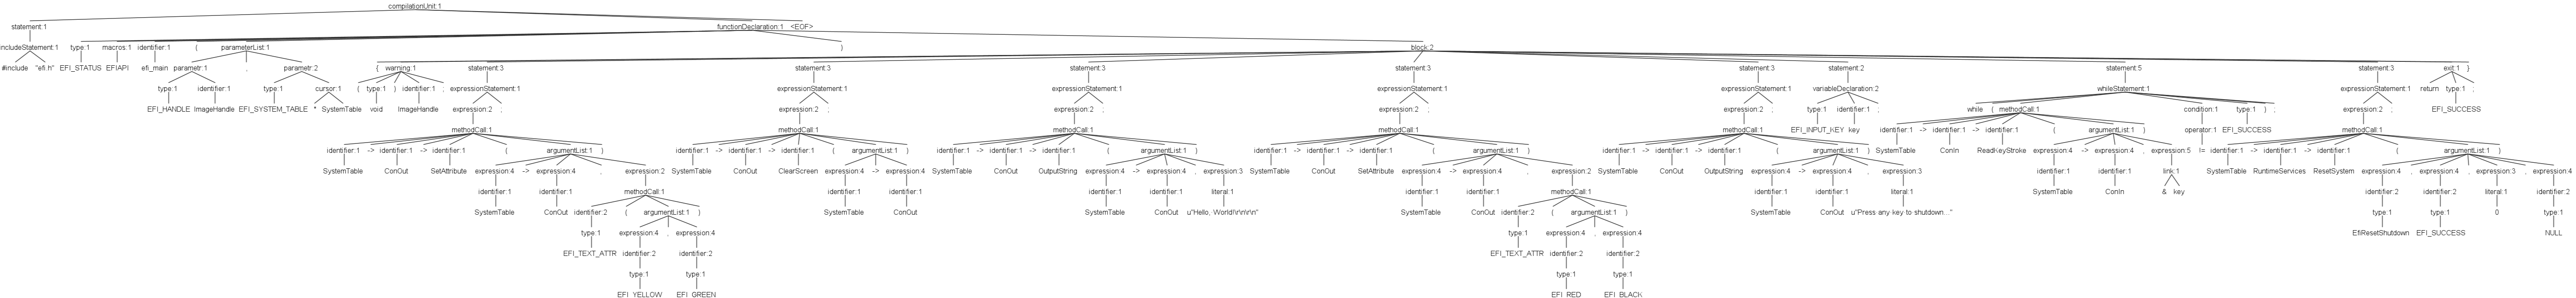 compilationUnit:1
statement:1 functionDeclaration:1 <EOF>
includeStatement:1 type:1 macros:1 identifier:1 ( parameterList:1 ) block:2
#include "efi.h" EFI_STATUS EFIAPI efi_main parametr:1 , parametr:2 { warning:1 statement:3 statement:3 statement:3 statement:3 statement:3 statement:2 statement:5 statement:3 exit:1 }
type:1 identifier:1 type:1 cursor:1 ( type:1 ) identifier:1 ; expressionStatement:1 expressionStatement:1 expressionStatement:1 expressionStatement:1 expressionStatement:1 variableDeclaration:2 whileStatement:1 expressionStatement:1 return type:1 ;
EFI_HANDLE ImageHandle EFI_SYSTEM_TABLE * SystemTable void ImageHandle expression:2 ; expression:2 ; expression:2 ; expression:2 ; expression:2 ; type:1 identifier:1 ; while ( methodCall:1 condition:1 type:1 ) ; expression:2 ; EFI_SUCCESS
methodCall:1 methodCall:1 methodCall:1 methodCall:1 methodCall:1 EFI_INPUT_KEY key identifier:1 -> identifier:1 -> identifier:1 ( argumentList:1 ) operator:1 EFI_SUCCESS methodCall:1
identifier:1 -> identifier:1 -> identifier:1 ( argumentList:1 ) identifier:1 -> identifier:1 -> identifier:1 ( argumentList:1 ) identifier:1 -> identifier:1 -> identifier:1 ( argumentList:1 ) identifier:1 -> identifier:1 -> identifier:1 ( argumentList:1 ) identifier:1 -> identifier:1 -> identifier:1 ( argumentList:1 ) SystemTable ConIn ReadKeyStroke expression:4 -> expression:4 , expression:5 != identifier:1 -> identifier:1 -> identifier:1 ( argumentList:1 )
SystemTable ConOut SetAttribute expression:4 -> expression:4 , expression:2 SystemTable ConOut ClearScreen expression:4 -> expression:4 SystemTable ConOut OutputString expression:4 -> expression:4 , expression:3 SystemTable ConOut SetAttribute expression:4 -> expression:4 , expression:2 SystemTable ConOut OutputString expression:4 -> expression:4 , expression:3 identifier:1 identifier:1 link:1 SystemTable RuntimeServices ResetSystem expression:4 , expression:4 , expression:3 , expression:4
identifier:1 identifier:1 methodCall:1 identifier:1 identifier:1 identifier:1 identifier:1 literal:1 identifier:1 identifier:1 methodCall:1 identifier:1 identifier:1 literal:1 SystemTable ConIn & key identifier:2 identifier:2 literal:1 identifier:2
SystemTable ConOut identifier:2 ( argumentList:1 ) SystemTable ConOut SystemTable ConOut u"Hello, World\r\n\r\n" SystemTable ConOut identifier:2 ( argumentList:1 ) SystemTable ConOut u"Press any key to shutdown..." type:1 type:1 0 type:1
type:1 expression:4 , expression:4 type:1 expression:4 , expression:4 EfiResetShutdown EFI_SUCCESS NULL
EFI_TEXT_ATTR identifier:2 identifier:2 EFI_TEXT_ATTR identifier:2 identifier:2
type:1 type:1 type:1 type:1
EFI_YELLOW EFI_GREEN EFI_RED EFI_BLACK